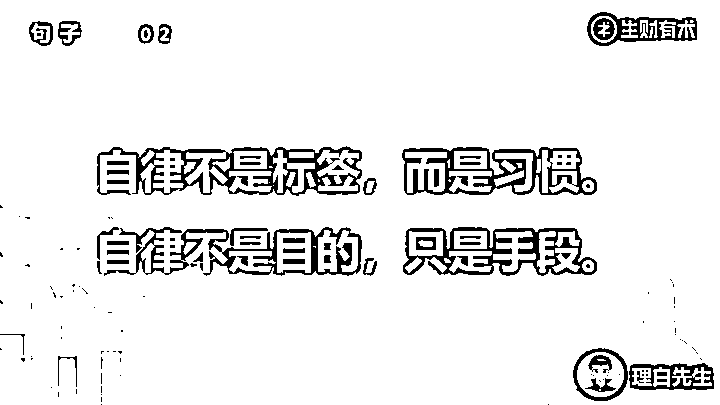 句子 02
生财有术
自律不是标签，而是习惯。
自律不是目的，只是手段。
理白先生